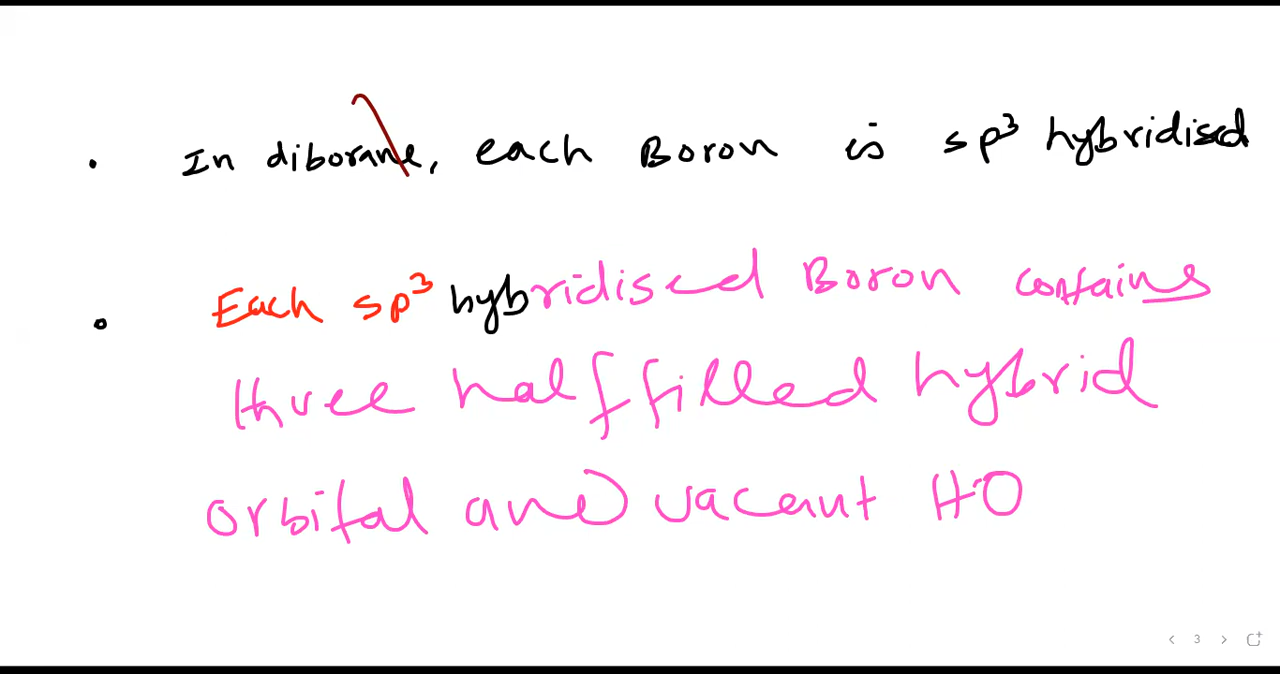 • In diborane, each Boron is sp³ hybridised
• Each sp³ hybridised Boron contains
three half filled hybrid
orbital and vacant HO
< 3 >